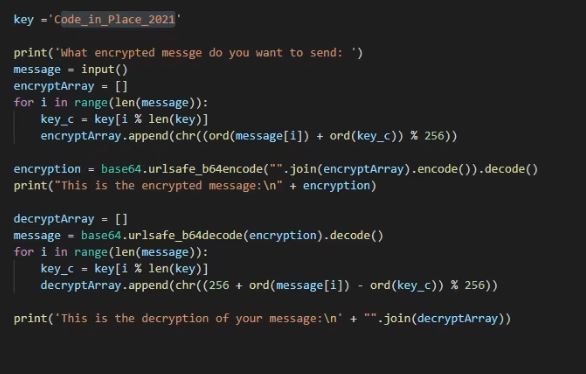 key ='Code_in_Place_2021'
print('What encrypted messge do you want to send: ')
message = input()
encryptArray = []
for i in range(len(message)):
    key_c = key[i % len(key)]
    encryptArray.append(chr((ord(message[i]) + ord(key_c)) % 256))
encryption = base64.urlsafe_b64encode("".join(encryptArray).encode()).decode()
print("This is the encrypted message:\n" + encryption)
decryptArray = []
message = base64.urlsafe_b64decode(encryption).decode()
for i in range(len(message)):
    key_c = key[i % len(key)]
    decryptArray.append(chr((256 + ord(message[i]) - ord(key_c)) % 256))
print('This is the decryption of your message:\n' + "".join(decryptArray))